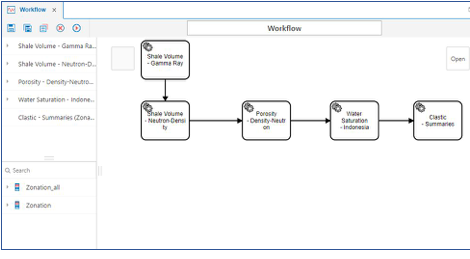 Workflow
Workflow
Shale Volume - Gamma Ra...
Shale Volume - Neutron-D...
Porosity - Density-Neutro...
Water Saturation - Indone...
Clastic - Summaries (Zona...
Search
Zonation_all
Zonation
Shale Volume
- Gamma Ray
Open
Shale Volume
- Neutron-Densi
ty
Porosity
- Density-Neutr
on
Water
Saturation
- Indonesia
Clastic
- Summaries